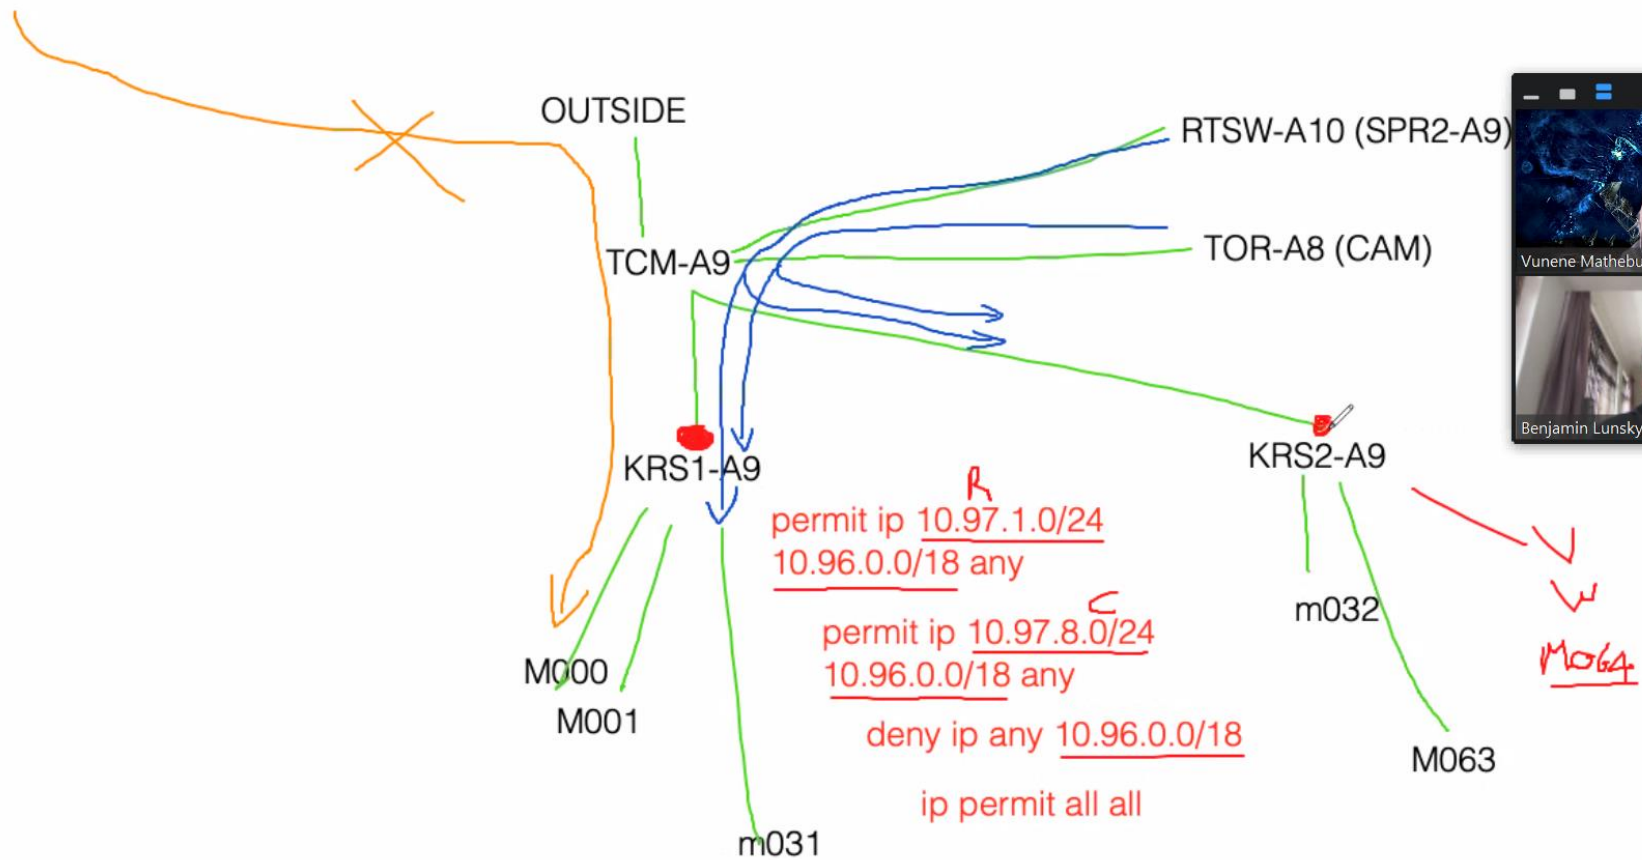 OUTSIDE
RTSW-A10 (SPR2-A9)
TCM-A9
TOR-A8 (CAM)
Vunene Mathebu
Benjamin Lunsky
KRS1-A9
KRS2-A9
R
permit ip 10.97.1.0/24
10.96.0.0/18 any
C
permit ip 10.97.8.0/24
10.96.0.0/18 any
deny ip any 10.96.0.0/18
ip permit all all
M000
M001
m031
m032
M064
M063